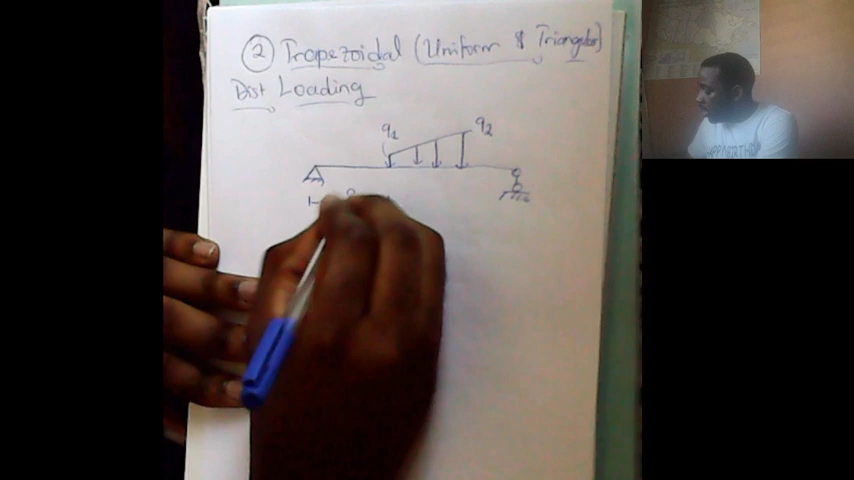 ② Trapezoidal (Uniform & Triangular)
Dist Loading
q1 q2